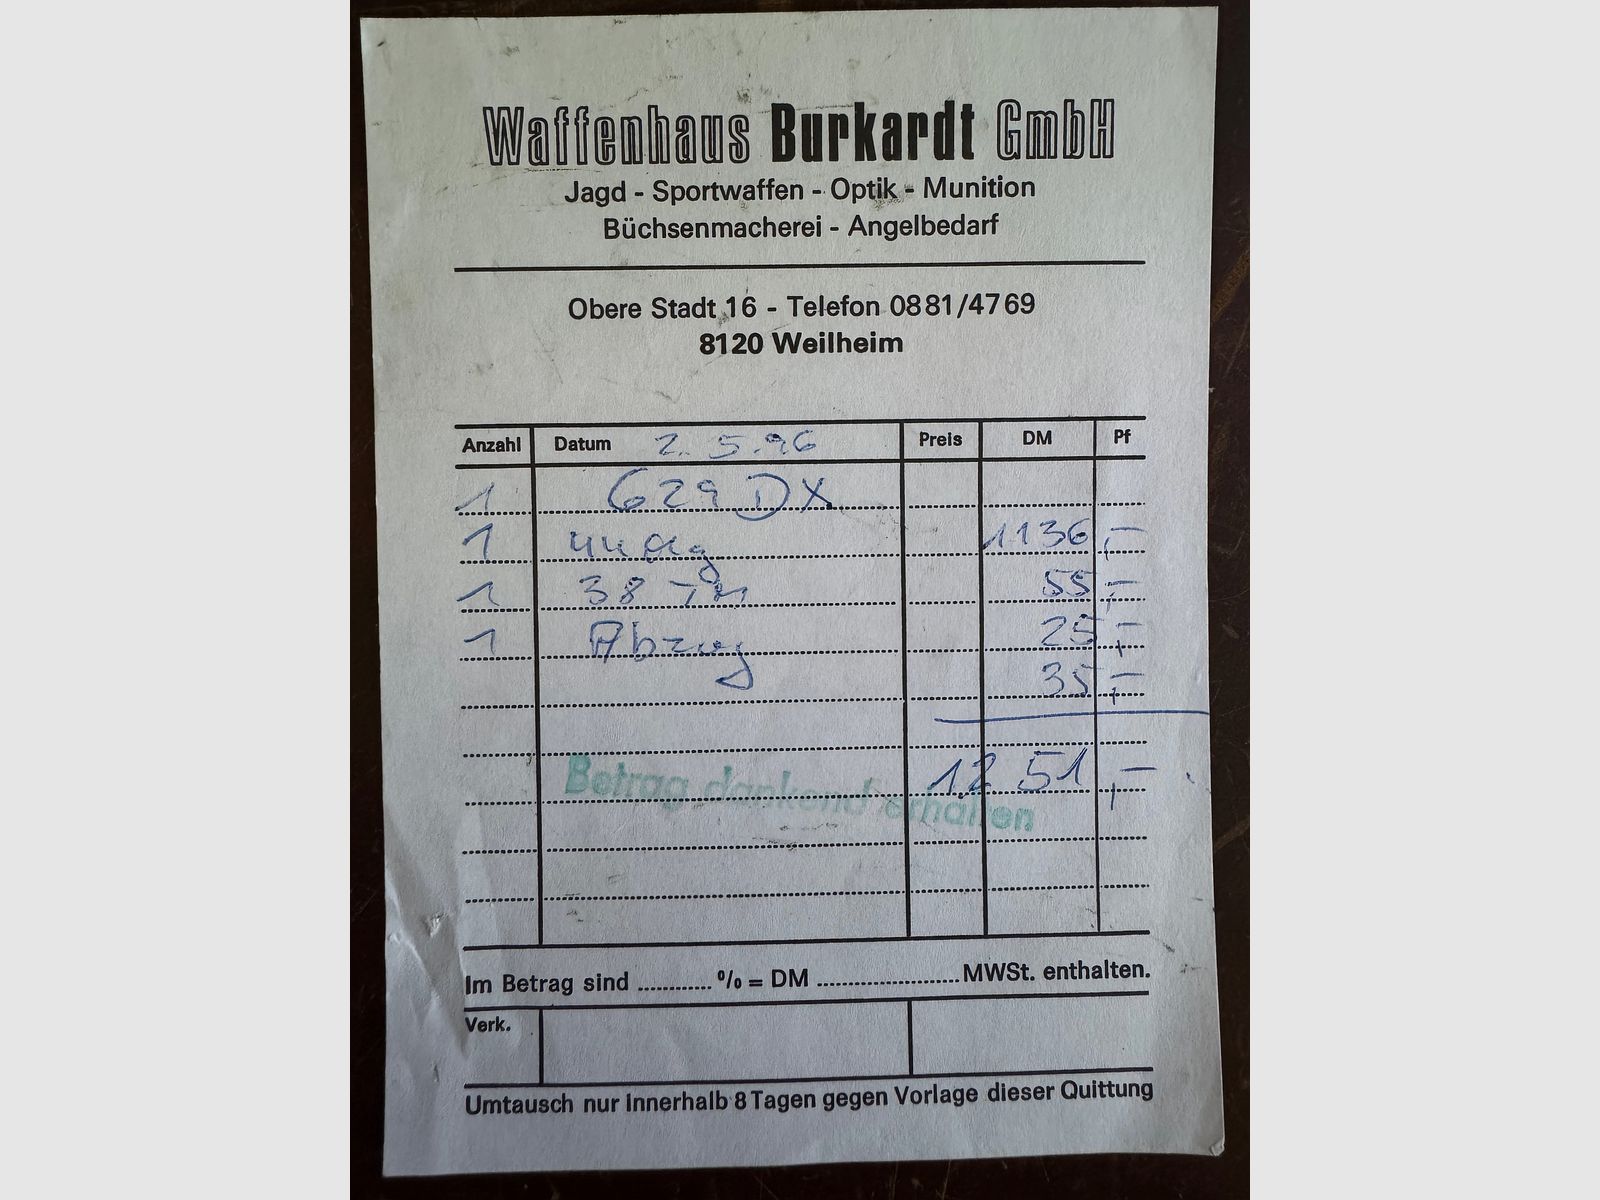 Waffenhaus Burkardt GmbH
Jagd - Sportwaffen - Optik - Munition
Büchsenmacherei - Angelbedarf
Obere Stadt 16 - Telefon 0881/4769
8120 Weilheim
Anzahl Datum 2.5.96 Preis DM Pf
1 629 DX
1 44 1136,-
1 38 55,-
1 Abzug 25,-
35,-
1251,-
Betrag dankend erhalten
Im Betrag sind ............% = DM ........................MWSt. enthalten.
Verk.
Umtausch nur innerhalb 8 Tagen gegen Vorlage dieser Quittung